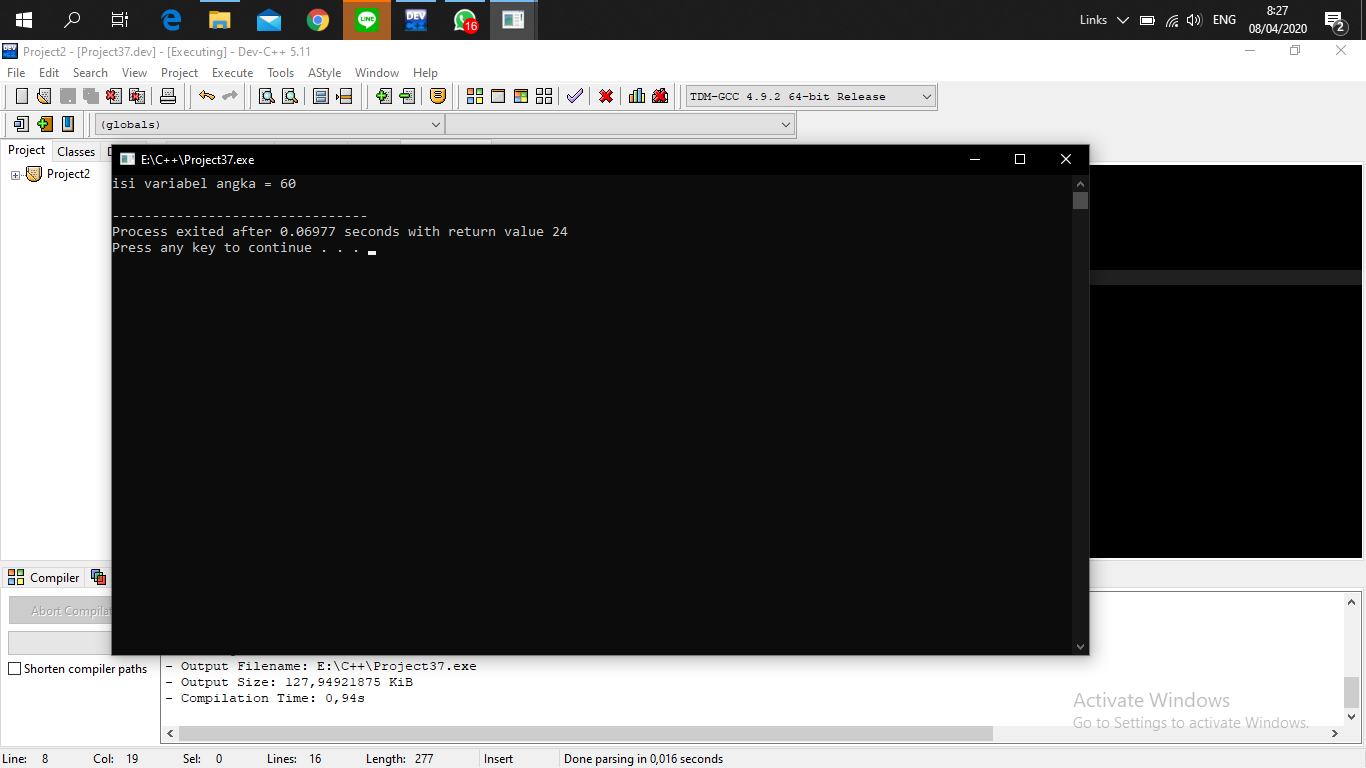 Links
ENG
8:27
08/04/2020
2
LINE
DEV
16
DEV
Project2 - [Project37.dev] - [Executing] - Dev-C++ 5.11
File Edit Search View Project Execute Tools AStyle Window Help
TDM-GCC 4.9.2 64-bit Release
(globals)
Project Classes D
Project2
E:\C++\Project37.exe
isi variabel angka = 60
--------------------------------
Process exited after 0.06977 seconds with return value 24
Press any key to continue . . .
Compiler
Abort Compilat
Shorten compiler paths
- Output Filename: E:\C++\Project37.exe
- Output Size: 127,94921875 KiB
- Compilation Time: 0,94s
Activate Windows
Go to Settings to activate Windows.
Line: 8 Col: 19 Sel: 0 Lines: 16 Length: 277 Insert Done parsing in 0,016 seconds